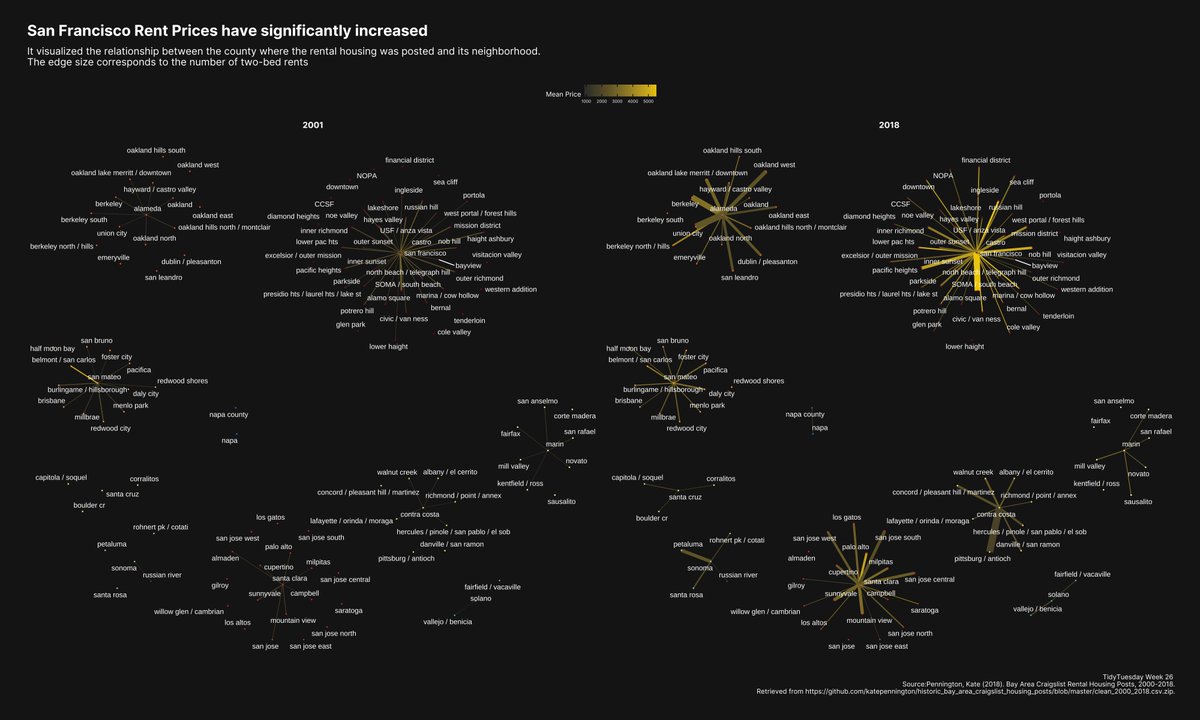 San Francisco Rent Prices have significantly increased
It visualized the relationship between the county where the rental housing was posted and its neighborhood.
The edge size corresponds to the number of two-bed rents
Mean Price
1000 2000 3000 4000 5000
2001
oakland hills south
oakland west
oakland lake merritt / downtown
hayward / castro valley
berkeley
oakland
alameda
berkeley south
oakland east
oakland hills north / montclair
union city
oakland north
berkeley north / hills
emeryville
dublin / pleasanton
san leandro
financial district
NOPA
sea cliff
downtown
ingleside
portola
CCSF
lakeshore
russian hill
diamond heights
noe valley
hayes valley
west portal / forest hills
mission district
inner richmond
USF / anza vista
lower pac hts
outer sunset
castro
nob hill
haight ashbury
excelsior / outer mission
san francisco
visitacion valley
inner sunset
bayview
pacific heights
north beach / telegraph hill
outer richmond
parkside
SOMA / south beach
western addition
presidio hts / laurel hts / lake st
alamo square
marina / cow hollow
potrero hill
bernal
civic / van ness
tenderloin
glen park
cole valley
lower haight
san bruno
half moon bay
foster city
belmont / san carlos
pacifica
san mateo
redwood shores
burlingame / hillsborough
daly city
brisbane
menlo park
millbrae
redwood city
napa county
napa
san anselmo
corte madera
fairfax
san rafael
marin
mill valley
novato
kentfield / ross
sausalito
capitola / soquel
corralitos
santa cruz
boulder cr
walnut creek
albany / el cerrito
concord / pleasant hill / martinez
richmond / point / annex
contra costa
lafayette / orinda / moraga
hercules / pinole / san pablo / el sob
danville / san ramon
pittsburg / antioch
rohnert pk / cotati
petaluma
sonoma
russian river
santa rosa
los gatos
san jose west
san jose south
palo alto
almaden
cupertino
milpitas
santa clara
san jose central
gilroy
sunnyvale
campbell
willow glen / cambrian
saratoga
los altos
mountain view
san jose north
san jose
san jose east
fairfield / vacaville
solano
vallejo / benicia
2018
oakland hills south
oakland west
oakland lake merritt / downtown
hayward / castro valley
berkeley
oakland
alameda
berkeley south
oakland east
oakland hills north / montclair
union city
oakland north
berkeley north / hills
emeryville
dublin / pleasanton
san leandro
financial district
NOPA
sea cliff
downtown
ingleside
portola
CCSF
lakeshore
russian hill
diamond heights
noe valley
hayes valley
west portal / forest hills
inner richmond
USF / anza vista
mission district
lower pac hts
outer sunset
castro
haight ashbury
excelsior / outer mission
san francisco
nob hill
visitacion valley
inner sunset
bayview
pacific heights
north beach / telegraph hill
outer richmond
parkside
SOMA / south beach
western addition
presidio hts / laurel hts / lake st
alamo square
marina / cow hollow
potrero hill
bernal
civic / van ness
tenderloin
glen park
cole valley
lower haight
san bruno
half moon bay
foster city
belmont / san carlos
pacifica
san mateo
redwood shores
burlingame / hillsborough
daly city
brisbane
menlo park
millbrae
redwood city
napa county
napa
san anselmo
corte madera
fairfax
san rafael
marin
mill valley
novato
kentfield / ross
sausalito
capitola / soquel
corralitos
santa cruz
boulder cr
walnut creek
albany / el cerrito
concord / pleasant hill / martinez
richmond / point / annex
contra costa
lafayette / orinda / moraga
hercules / pinole / san pablo / el sob
danville / san ramon
pittsburg / antioch
rohnert pk / cotati
petaluma
sonoma
russian river
santa rosa
los gatos
san jose west
san jose south
palo alto
almaden
milpitas
cupertino
santa clara
san jose central
gilroy
sunnyvale
campbell
willow glen / cambrian
saratoga
los altos
mountain view
san jose north
san jose
san jose east
fairfield / vacaville
solano
vallejo / benicia
TidyTuesday Week 26
Source:Pennington, Kate (2018). Bay Area Craigslist Rental Housing Posts, 2000-2018.
Retrieved from https://github.com/katepennington/historic_bay_area_craigslist_housing_posts/blob/master/clean_2000_2018.csv.zip.